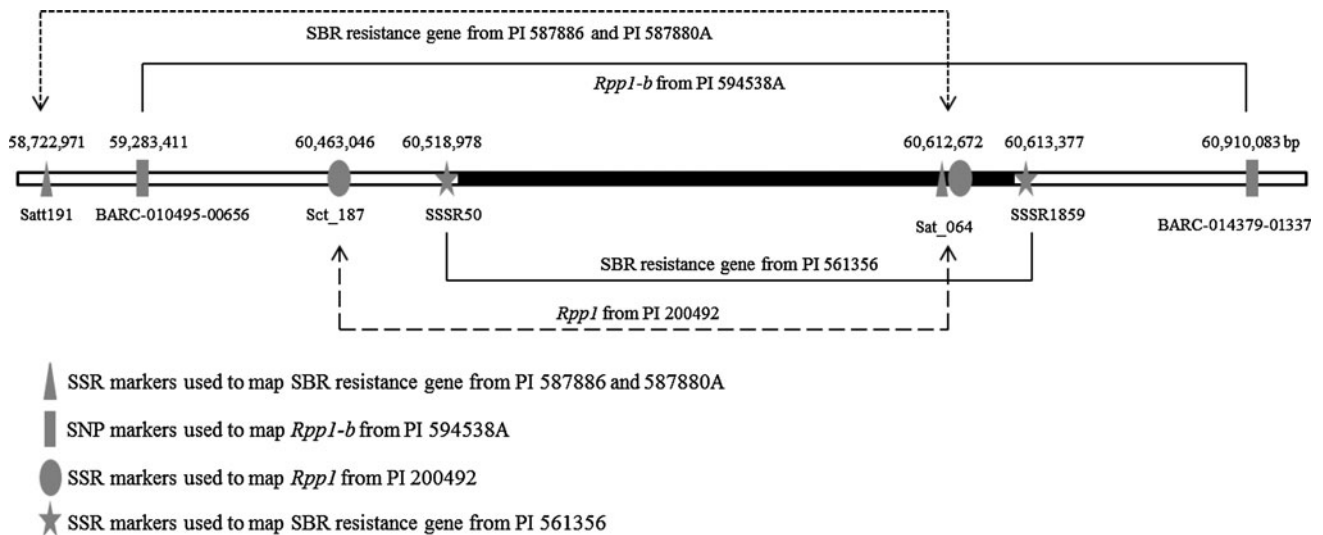 SBR resistance gene from PI 587886 and PI 587880A
Rpp1-b from PI 594538A
58,722,971 59,283,411 60,463,046 60,518,978 60,612,672 60,613,377 60,910,083 bp
Satt191 BARC-010495-00656 Sct_187 SSSR50 Sat_064 SSSR1859 BARC-014379-01337
SBR resistance gene from PI 561356
Rpp1 from PI 200492
SSR markers used to map SBR resistance gene from PI 587886 and 587880A
SNP markers used to map Rpp1-b from PI 594538A
SSR markers used to map Rpp1 from PI 200492
SSR markers used to map SBR resistance gene from PI 561356